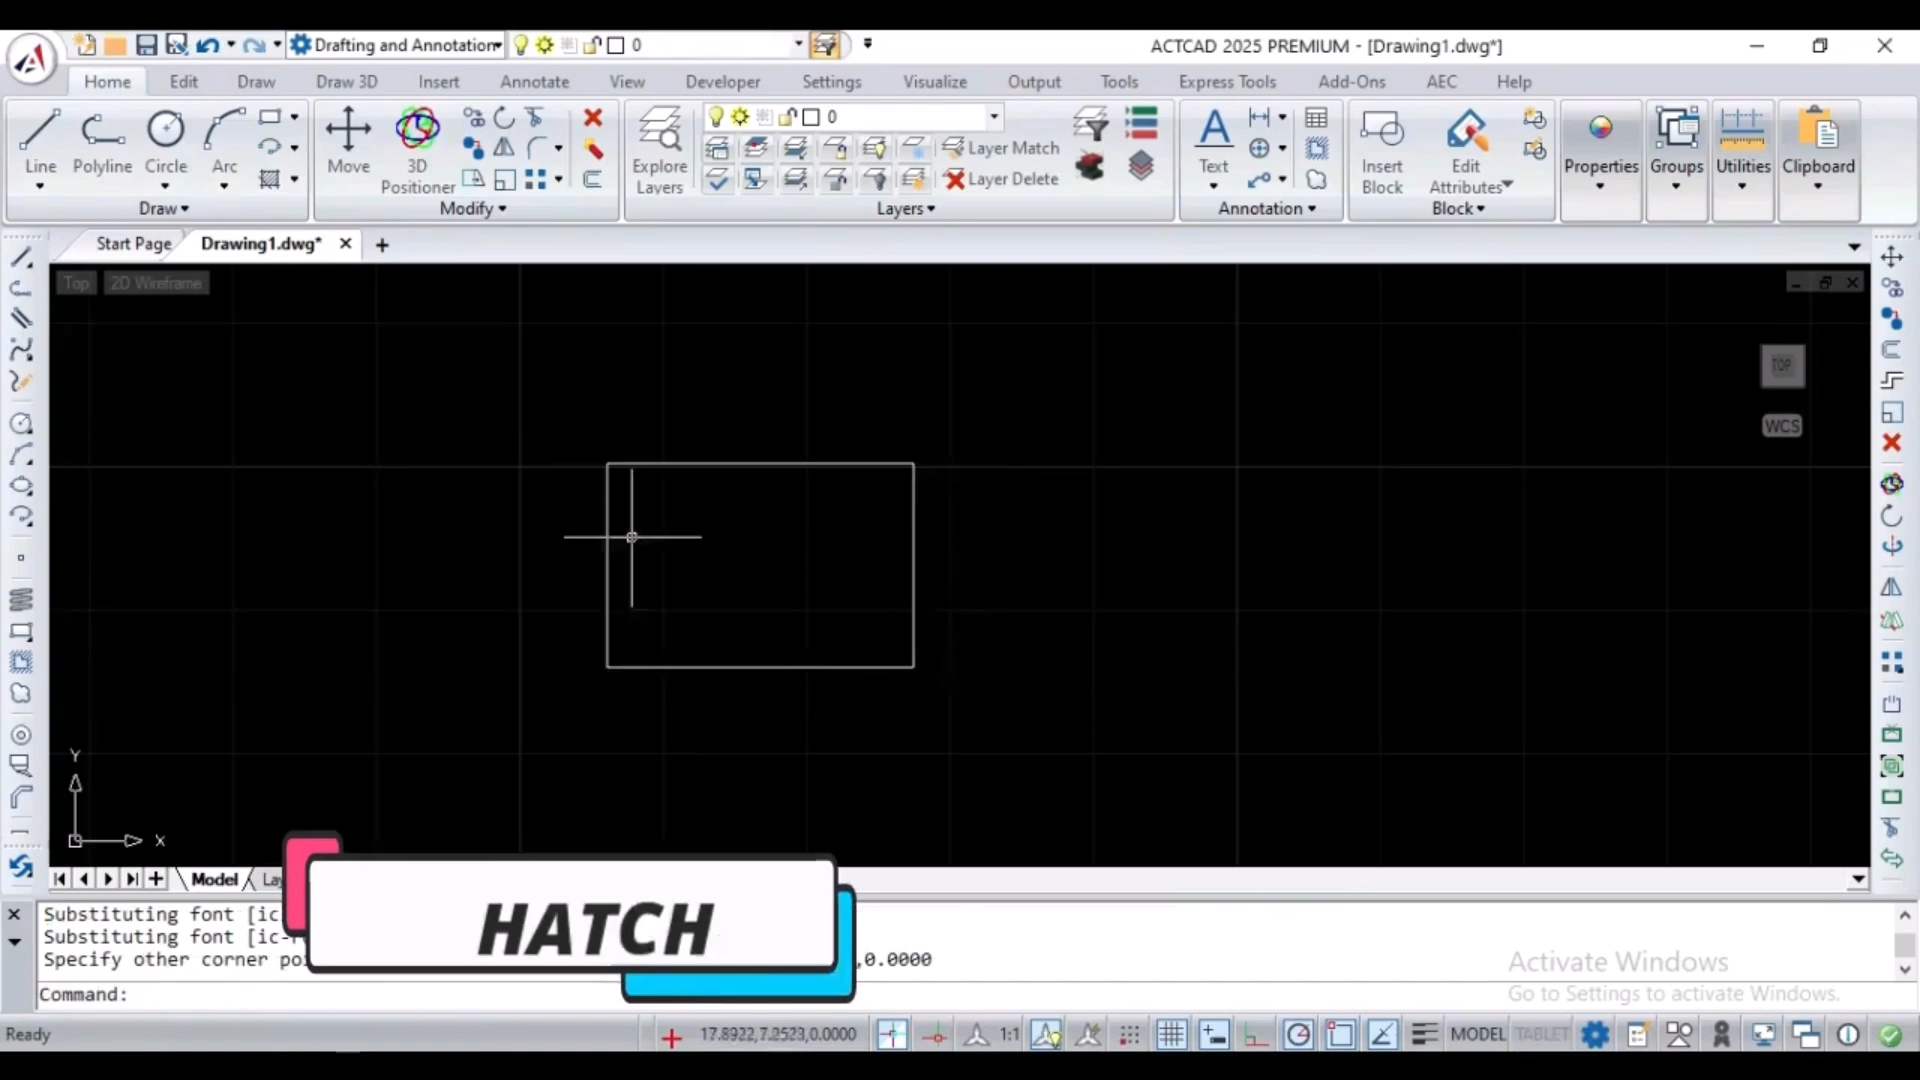 Drafting and Annotation
0
ACTCAD 2025 PREMIUM - [Drawing1.dwg*]
Home Edit Draw Draw 3D Insert Annotate View Developer Settings Visualize Output Tools Express Tools Add-Ons AEC Help
Line Polyline Circle Arc
Draw
Move
3D
Positioner
Modify
Explore
Layers
0
Layer Match
Layer Delete
Layers
Text
Annotation
Insert
Block
Edit
Attributes
Block
Properties Groups Utilities Clipboard
Start Page Drawing1.dwg*
Top 2D Wireframe
TOP
WCS
Y
X
Model
HATCH
Substituting font [ic
Substituting font [ic-
Specify other corner ,0.0000
Command:
Activate Windows
Go to Settings to activate Windows.
Ready 17.8922,7.2523,0.0000 1:1 MODEL TABLET